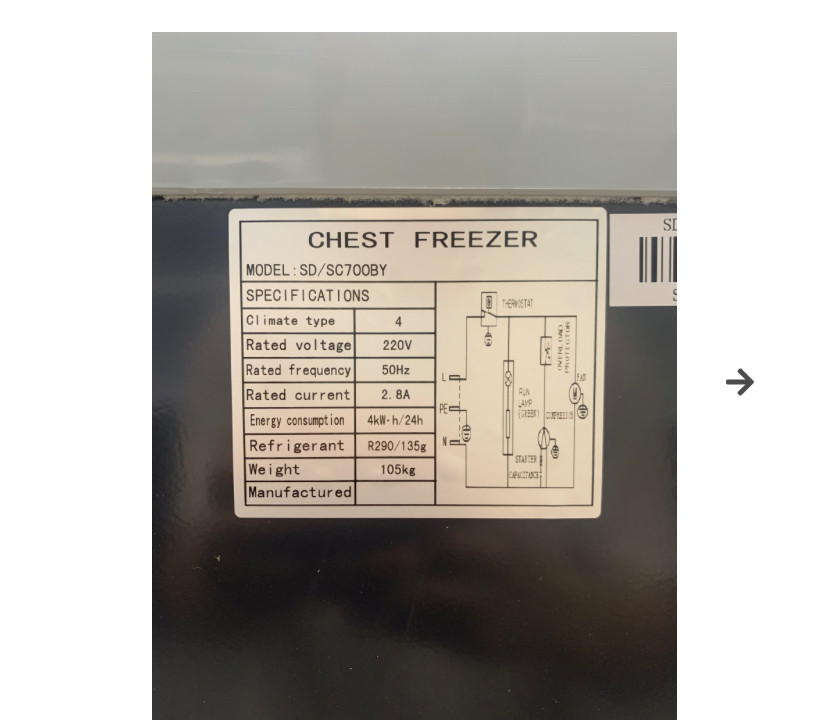 CHEST FREEZER
MODEL:SD/SC700BY
SPECIFICATIONS
Climate type 4
Rated voltage 220V
Rated frequency 50Hz
Rated current 2.8A
Energy consumption 4kW·h/24h
Refrigerant R290/135g
Weight 105kg
Manufactured
THERMOSTAT
OVERLOAD
PROTECTOR
L
PE
N
RUN
LAMP
(GREEN)
FAN
M
COMPRESSOR
STARTER
CAPACITANCE
SD
S